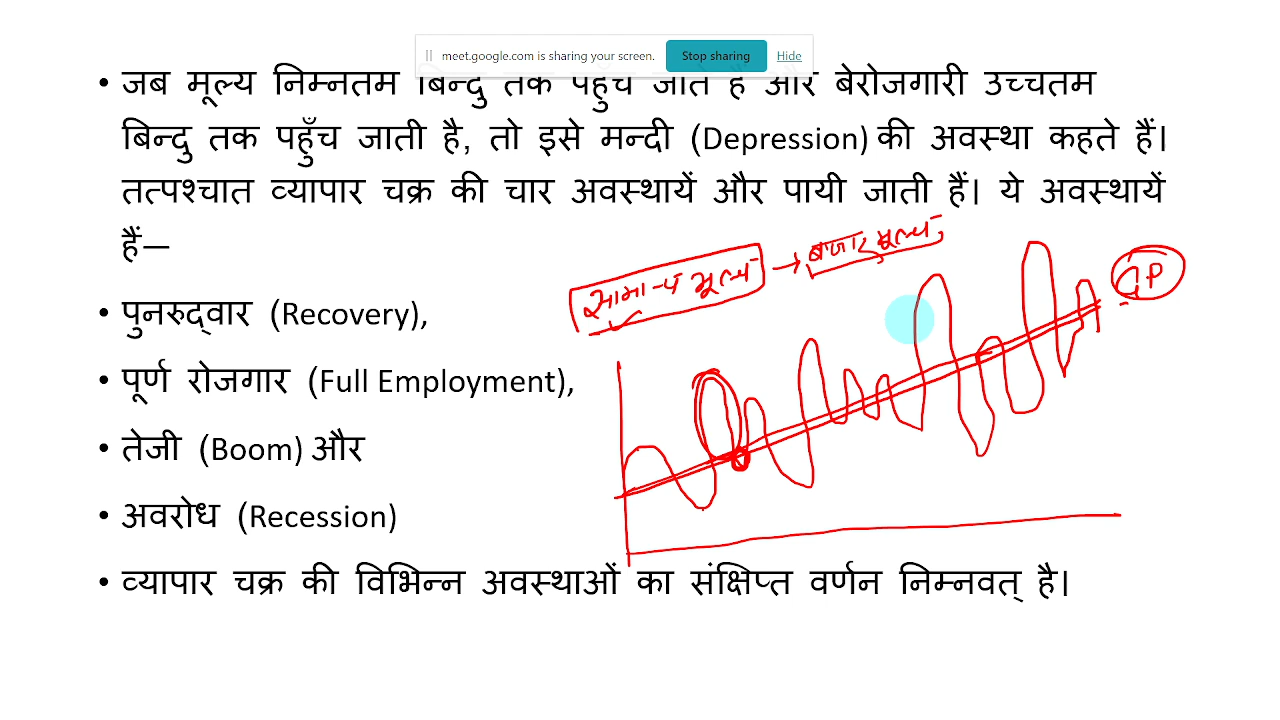 meet.google.com is sharing your screen. Stop sharing Hide
• जब मूल्य निम्नतम बिन्दु तक पहुँच जाते हैं और बेरोजगारी उच्चतम
बिन्दु तक पहुँच जाती है, तो इसे मन्दी (Depression) की अवस्था कहते हैं।
तत्पश्चात व्यापार चक्र की चार अवस्थायें और पायी जाती हैं। ये अवस्थायें
हैं—
सामान्य मूल्य → बाजार मूल्य
P
• पुनरुद्वार (Recovery),
• पूर्ण रोजगार (Full Employment),
• तेजी (Boom) और
• अवरोध (Recession)
• व्यापार चक्र की विभिन्न अवस्थाओं का संक्षिप्त वर्णन निम्नवत् है।